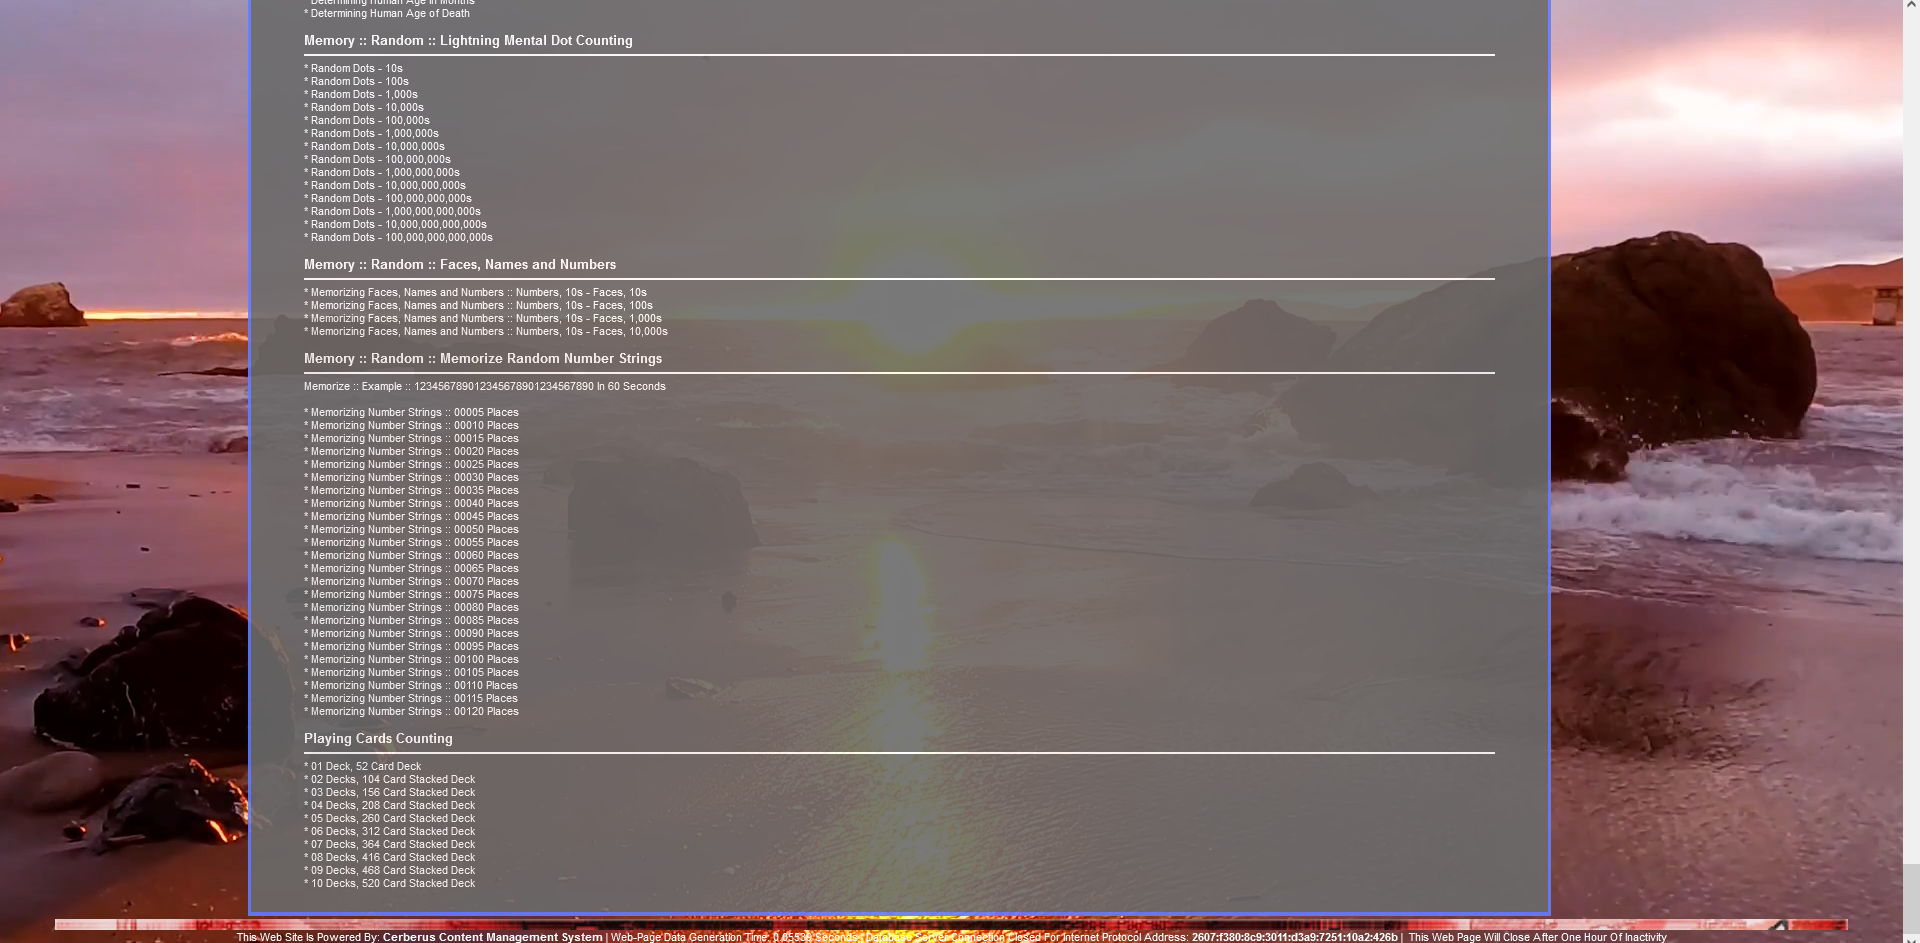 * Determining Human Age in Months
* Determining Human Age of Death
Memory :: Random :: Lightning Mental Dot Counting
* Random Dots - 10s
* Random Dots - 100s
* Random Dots - 1,000s
* Random Dots - 10,000s
* Random Dots - 100,000s
* Random Dots - 1,000,000s
* Random Dots - 10,000,000s
* Random Dots - 100,000,000s
* Random Dots - 1,000,000,000s
* Random Dots - 10,000,000,000s
* Random Dots - 100,000,000,000s
* Random Dots - 1,000,000,000,000s
* Random Dots - 10,000,000,000,000s
* Random Dots - 100,000,000,000,000s
Memory :: Random :: Faces, Names and Numbers
* Memorizing Faces, Names and Numbers :: Numbers, 10s - Faces, 10s
* Memorizing Faces, Names and Numbers :: Numbers, 10s - Faces, 100s
* Memorizing Faces, Names and Numbers :: Numbers, 10s - Faces, 1,000s
* Memorizing Faces, Names and Numbers :: Numbers, 10s - Faces, 10,000s
Memory :: Random :: Memorize Random Number Strings
Memorize :: Example :: 123456789012345678901234567890 In 60 Seconds
* Memorizing Number Strings :: 00005 Places
* Memorizing Number Strings :: 00010 Places
* Memorizing Number Strings :: 00015 Places
* Memorizing Number Strings :: 00020 Places
* Memorizing Number Strings :: 00025 Places
* Memorizing Number Strings :: 00030 Places
* Memorizing Number Strings :: 00035 Places
* Memorizing Number Strings :: 00040 Places
* Memorizing Number Strings :: 00045 Places
* Memorizing Number Strings :: 00050 Places
* Memorizing Number Strings :: 00055 Places
* Memorizing Number Strings :: 00060 Places
* Memorizing Number Strings :: 00065 Places
* Memorizing Number Strings :: 00070 Places
* Memorizing Number Strings :: 00075 Places
* Memorizing Number Strings :: 00080 Places
* Memorizing Number Strings :: 00085 Places
* Memorizing Number Strings :: 00090 Places
* Memorizing Number Strings :: 00095 Places
* Memorizing Number Strings :: 00100 Places
* Memorizing Number Strings :: 00105 Places
* Memorizing Number Strings :: 00110 Places
* Memorizing Number Strings :: 00115 Places
* Memorizing Number Strings :: 00120 Places
Playing Cards Counting
* 01 Deck, 52 Card Deck
* 02 Decks, 104 Card Stacked Deck
* 03 Decks, 156 Card Stacked Deck
* 04 Decks, 208 Card Stacked Deck
* 05 Decks, 260 Card Stacked Deck
* 06 Decks, 312 Card Stacked Deck
* 07 Decks, 364 Card Stacked Deck
* 08 Decks, 416 Card Stacked Deck
* 09 Decks, 468 Card Stacked Deck
* 10 Decks, 520 Card Stacked Deck
This Web Site Is Powered By: Cerberus Content Management System | Web-Page Data Generation Time: Seconds | Database Server Connection Closed For Internet Protocol Address: 2607:f380:8c9:3011:d3a9:7251:10a2:426b | This Web Page Will Close After One Hour Of Inactivity